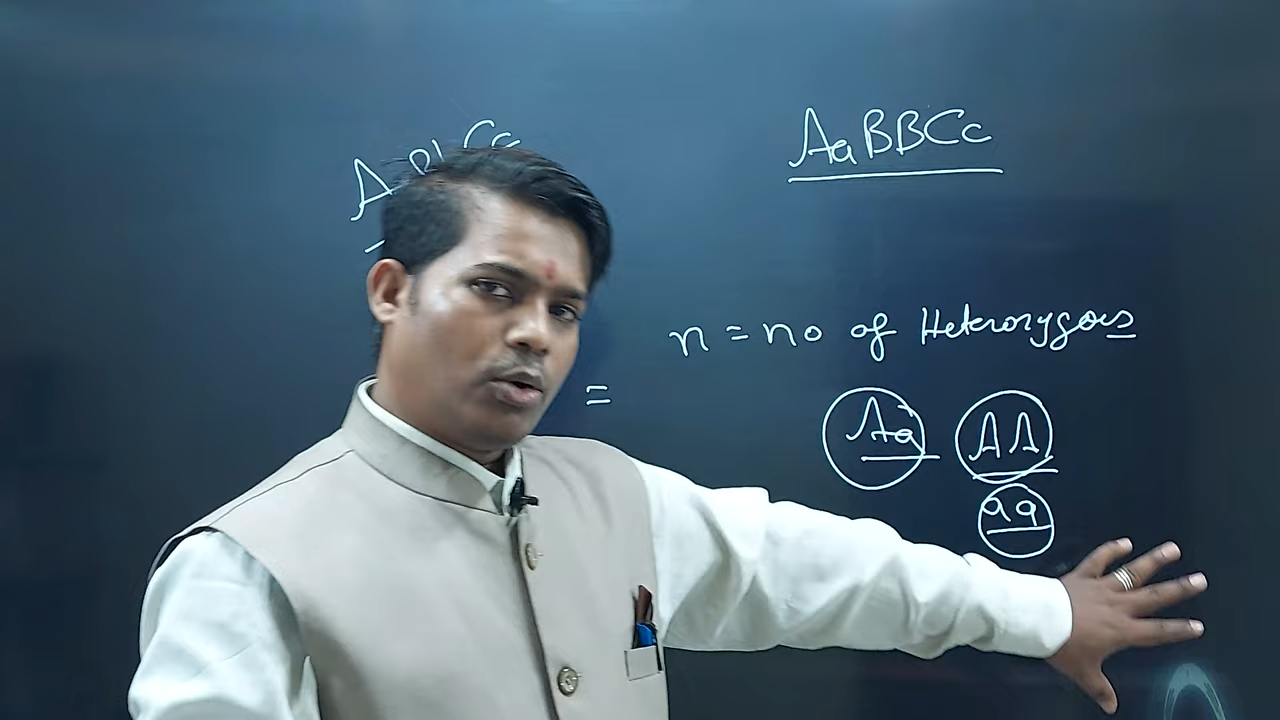 AaBBCc
n = no of Heterozygous
=
Aa AA
aa